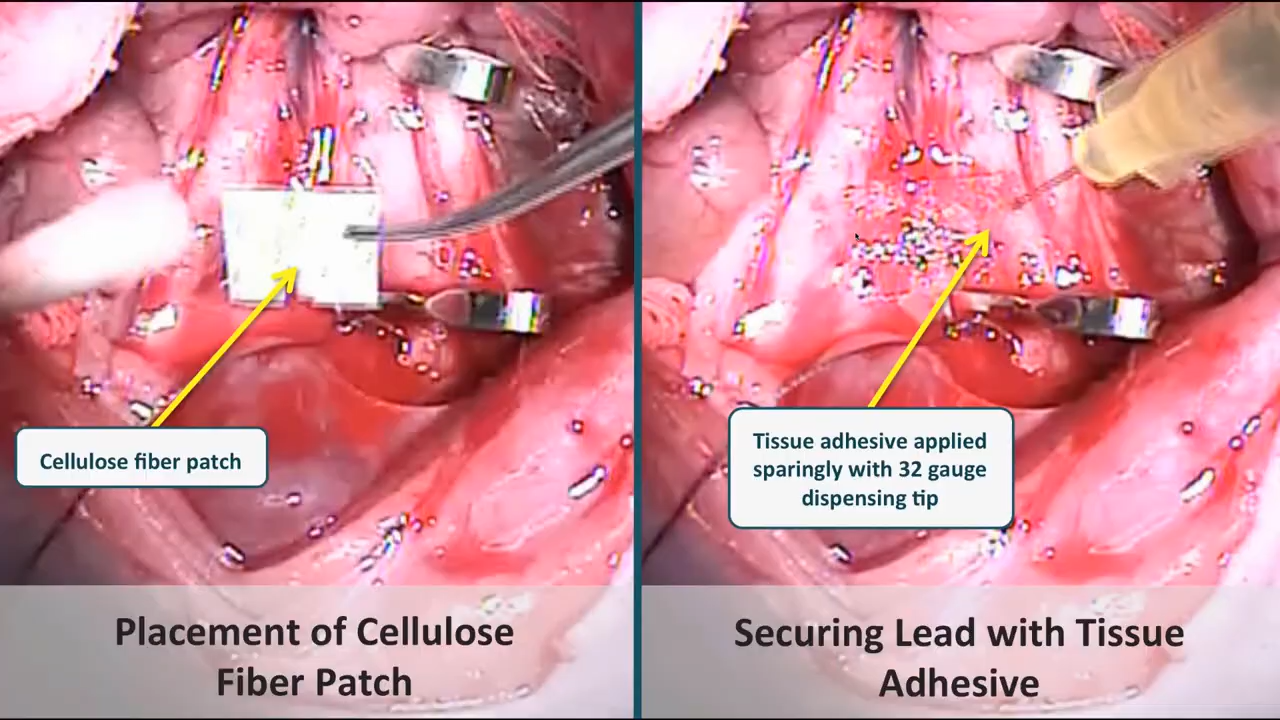 Cellulose fiber patch
Placement of Cellulose
Fiber Patch
Tissue adhesive applied
sparingly with 32 gauge
dispensing tip
Securing Lead with Tissue
Adhesive